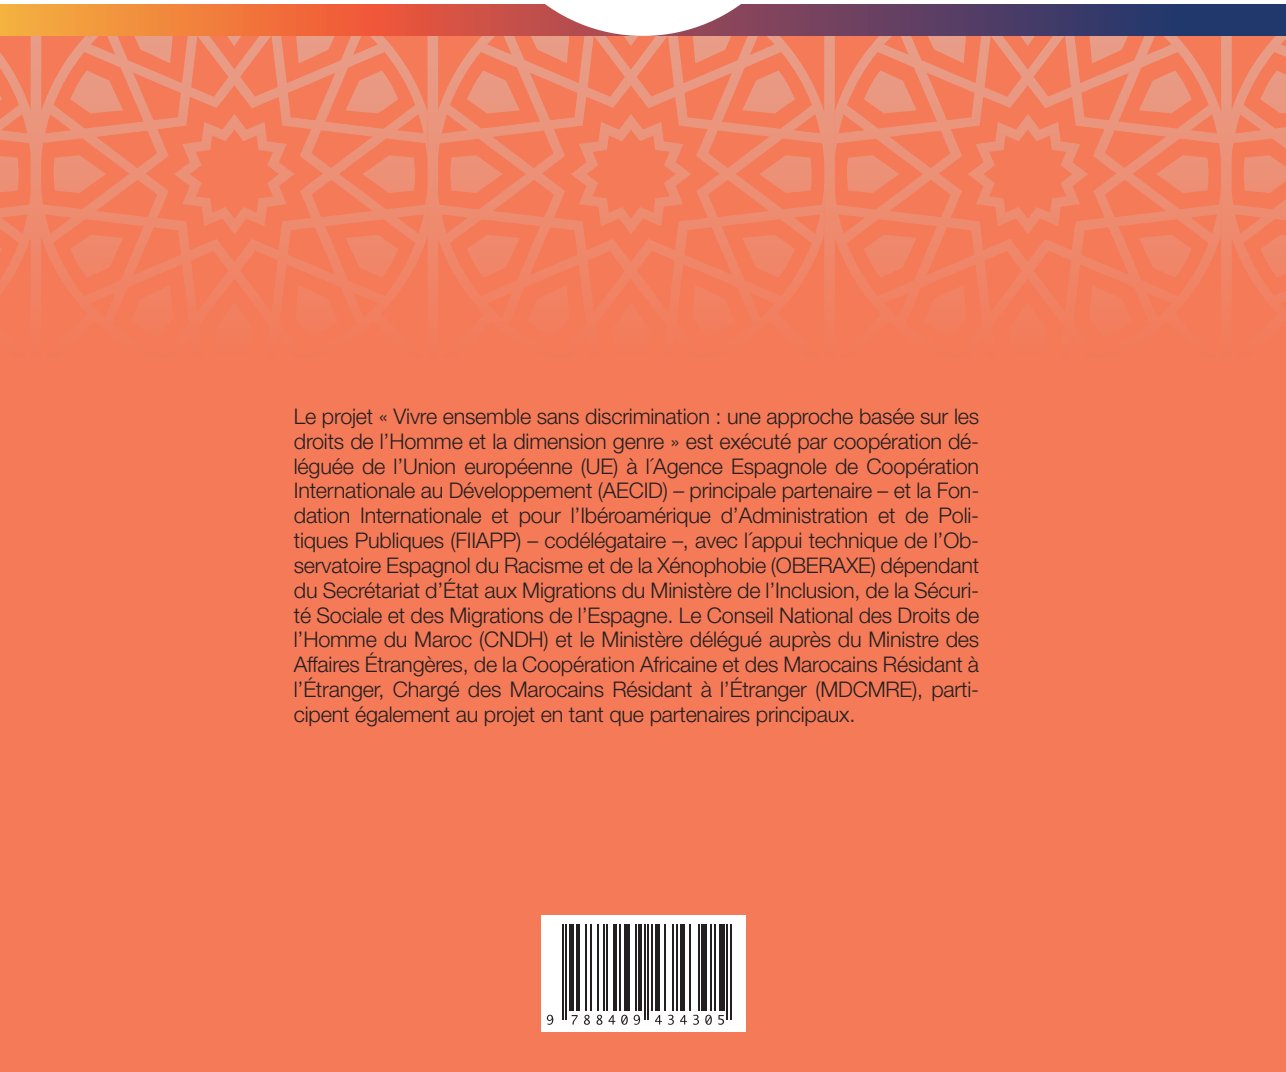 Le projet « Vivre ensemble sans discrimination : une approche basée sur les
droits de l’Homme et la dimension genre » est exécuté par coopération dé-
léguée de l’Union européenne (UE) à l´Agence Espagnole de Coopération
Internationale au Développement (AECID) – principale partenaire – et la Fon-
dation Internationale et pour l’Ibéroamérique d’Administration et de Poli-
tiques Publiques (FIIAPP) – codélégataire –, avec l´appui technique de l’Ob-
servatoire Espagnol du Racisme et de la Xénophobie (OBERAXE) dépendant
du Secrétariat d’État aux Migrations du Ministère de l’Inclusion, de la Sécuri-
té Sociale et des Migrations de l’Espagne. Le Conseil National des Droits de
l’Homme du Maroc (CNDH) et le Ministère délégué auprès du Ministre des
Affaires Étrangères, de la Coopération Africaine et des Marocains Résidant à
l’Étranger, Chargé des Marocains Résidant à l’Étranger (MDCMRE), parti-
cipent également au projet en tant que partenaires principaux.
9 788409 434305